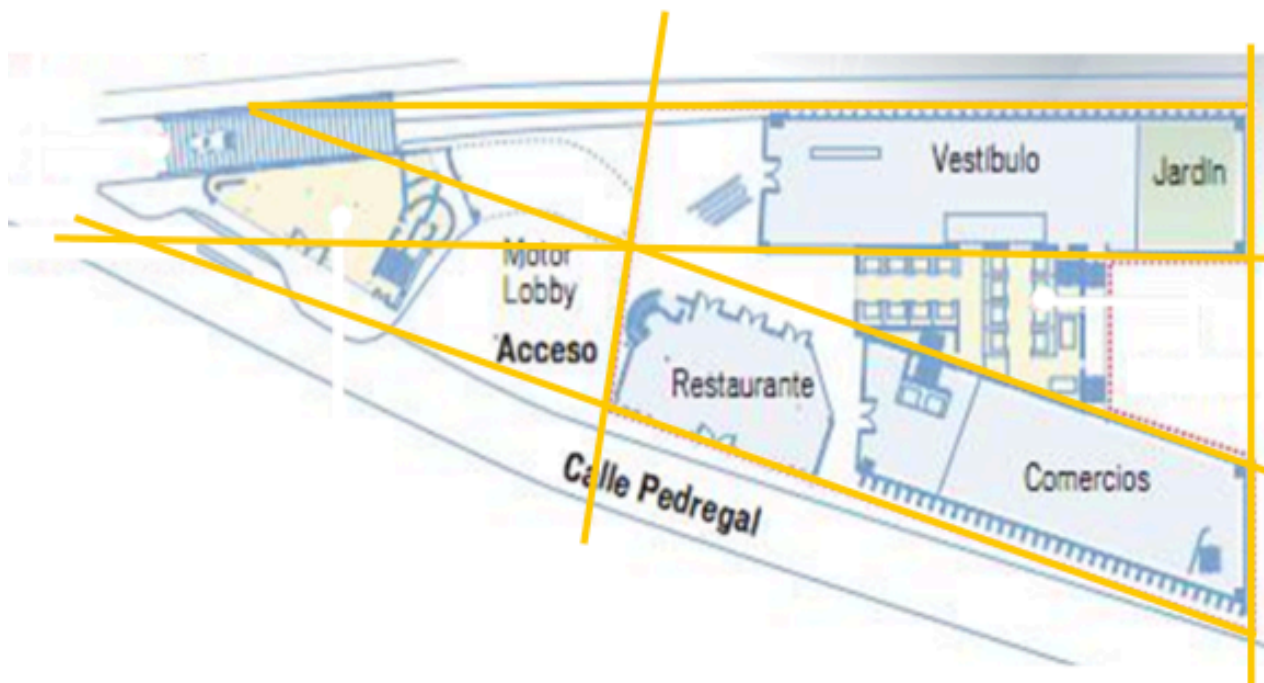 Vestíbulo
Jardín
Motor
Lobby
Acceso
Restaurante
Comercios
Calle Pedregal